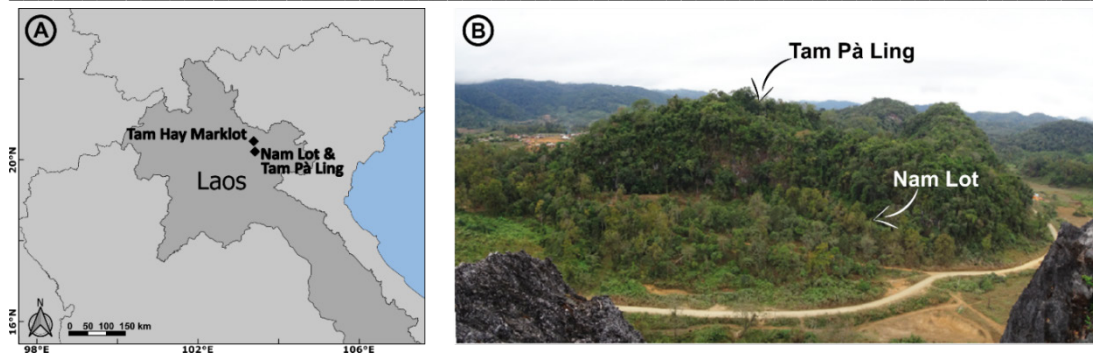 A
Tam Hay Marklot
Nam Lot &
Tam Pà Ling
Laos
20°N
16°N
N
0 50 100 150 km
98°E
102°E
106°E
B
Tam Pà Ling
Nam Lot